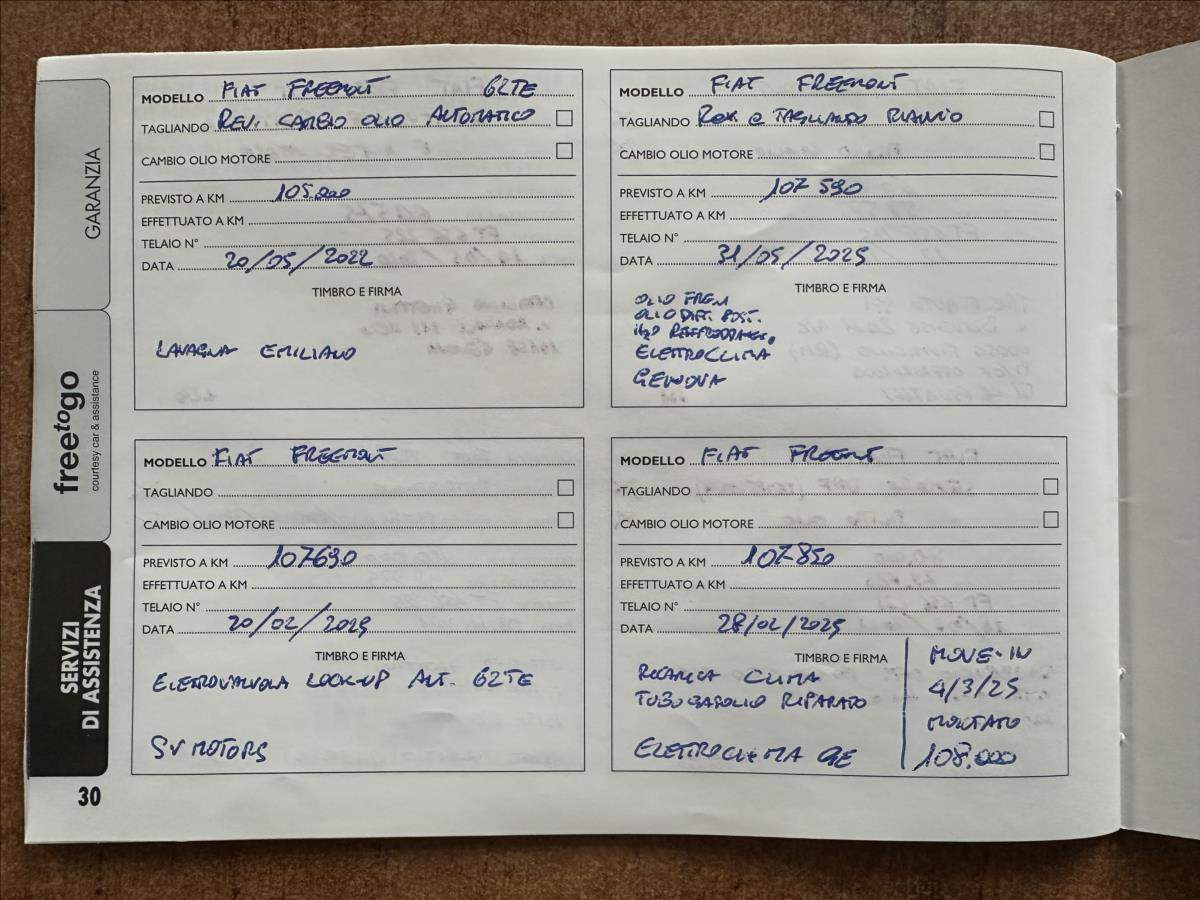 GARANZIA
freetogo
courtesy car & assistance
SERVIZI
DI ASSISTENZA
30
MODELLO FIAT FREEMONT 62TE
TAGLIANDO REV. CAMBIO OLIO AUTOMATICO
CAMBIO OLIO MOTORE
PREVISTO A KM 105.000
EFFETTUATO A KM
TELAIO N°
DATA 20/05/2022
TIMBRO E FIRMA
LAVAGNA EMILIANO
MODELLO FIAT FREEMONT
TAGLIANDO TAGLIANDO
CAMBIO OLIO MOTORE
PREVISTO A KM 107590
EFFETTUATO A KM
TELAIO N°
DATA 31/05/2025
TIMBRO E FIRMA
OLIO FRENI
OLIO DIFF. POST.
ELETTROCLIMA
GENOVA
MODELLO FIAT FREEMONT
TAGLIANDO
CAMBIO OLIO MOTORE
PREVISTO A KM 107690
EFFETTUATO A KM
TELAIO N°
DATA 20/02/2025
TIMBRO E FIRMA
ELETTROVALVOLA LOCK-UP AUT. 62TE
SV MOTORS
MODELLO FIAT FREEMONT
TAGLIANDO
CAMBIO OLIO MOTORE
PREVISTO A KM 107850
EFFETTUATO A KM
TELAIO N°
DATA 28/02/2025
TIMBRO E FIRMA
RICARICA CLIMA
TUBO GASOLIO RIPARATO
ELETTROCLIMA GE
MOVE-IN
4/3/25
MONTATO
108.000